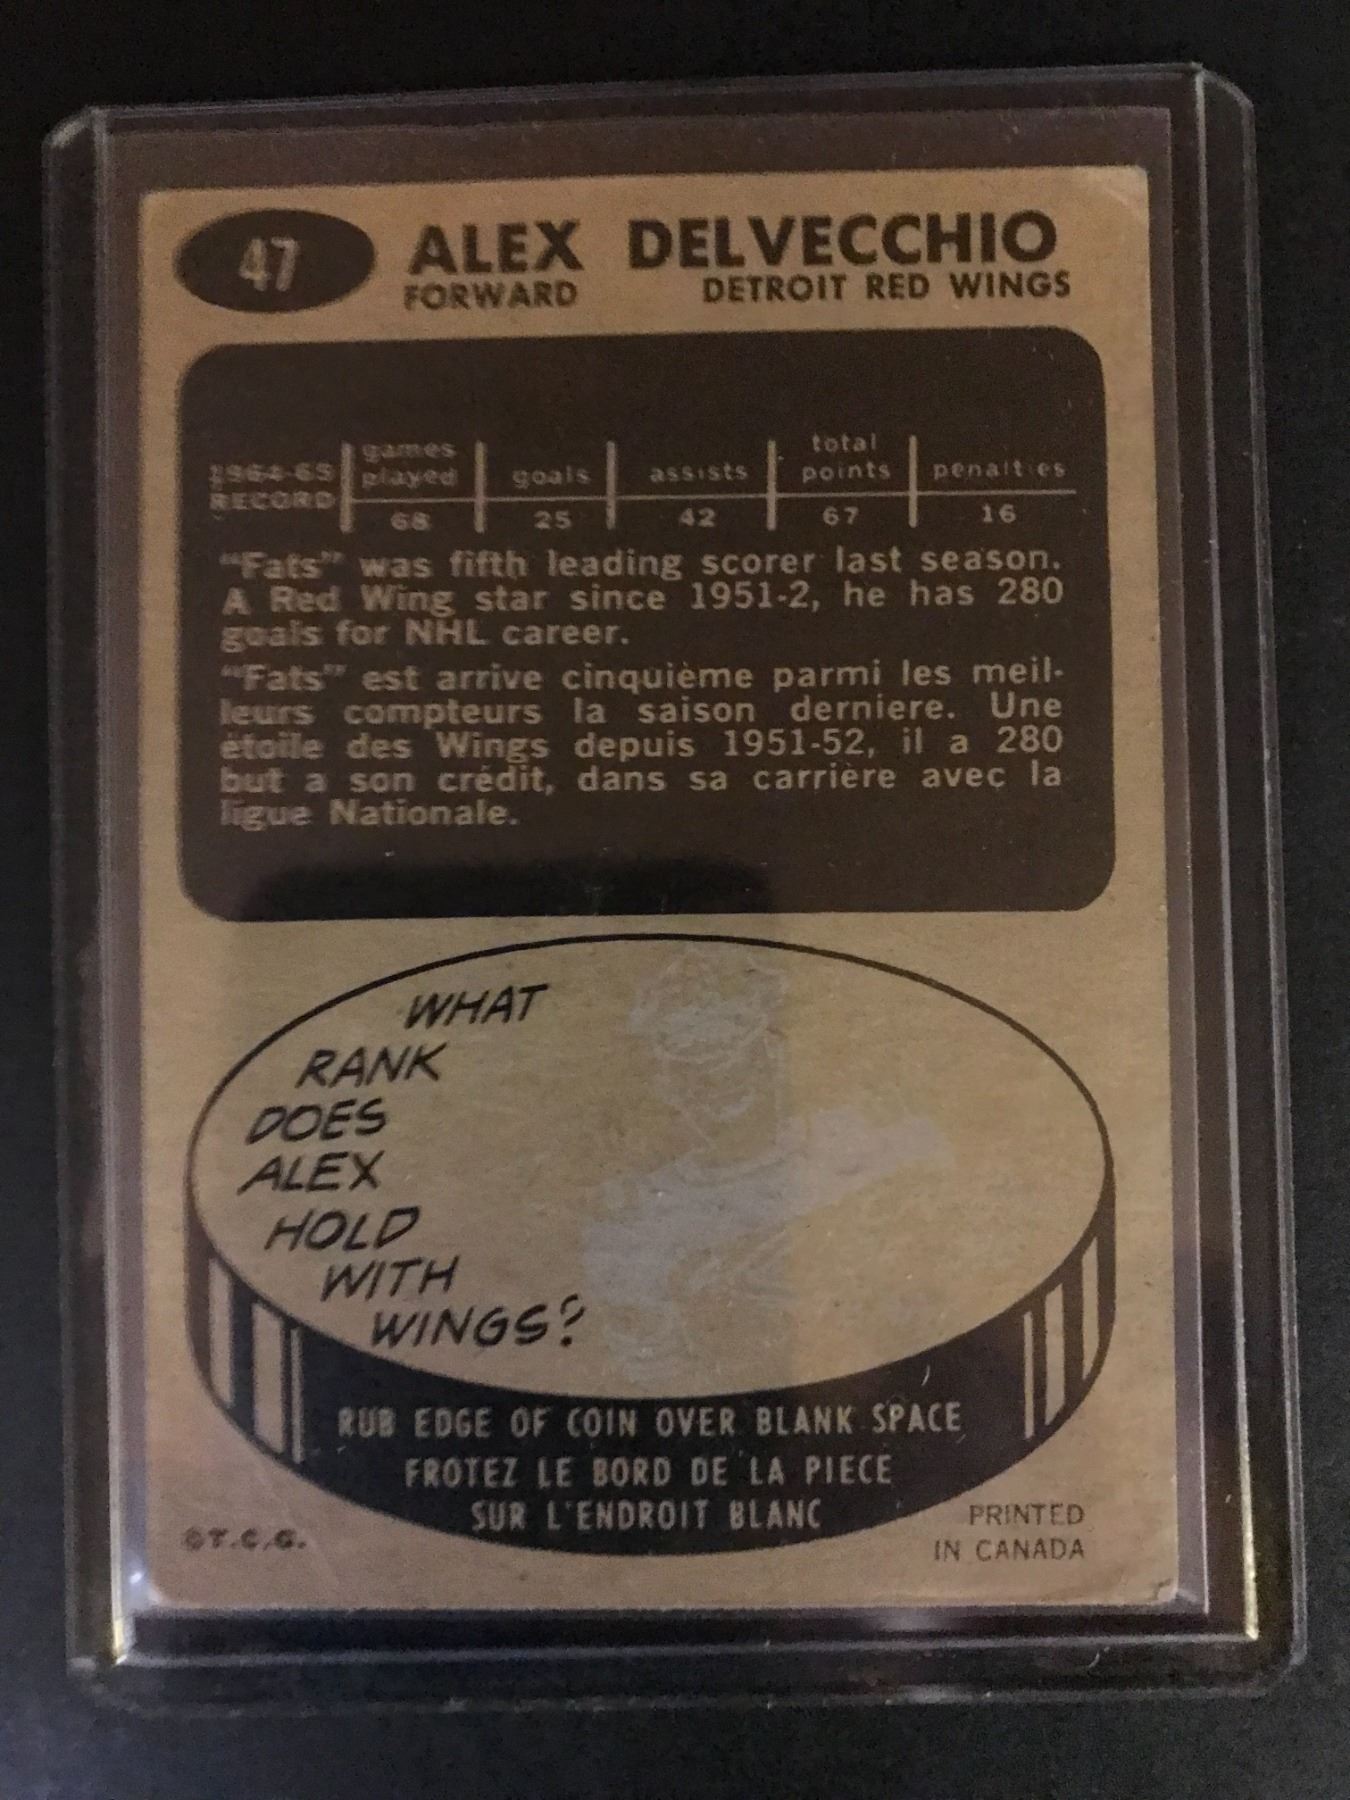 47
ALEX DELVECCHIO
FORWARD DETROIT RED WINGS
1964-65 RECORD games played goals assists total points penalties
68 25 42 67 16
"Fats" was fifth leading scorer last season.
A Red Wing star since 1951-2, he has 280
goals for NHL career.
"Fats" est arrive cinquième parmi les meil-
leurs compteurs la saison derniere. Une
étoile des Wings depuis 1951-52, il a 280
but a son crédit, dans sa carrière avec la
ligue Nationale.
WHAT
RANK
DOES
ALEX
HOLD
WITH
WINGS?
RUB EDGE OF COIN OVER BLANK SPACE
FROTEZ LE BORD DE LA PIECE
SUR L'ENDROIT BLANC
©T.C.G.
PRINTED
IN CANADA